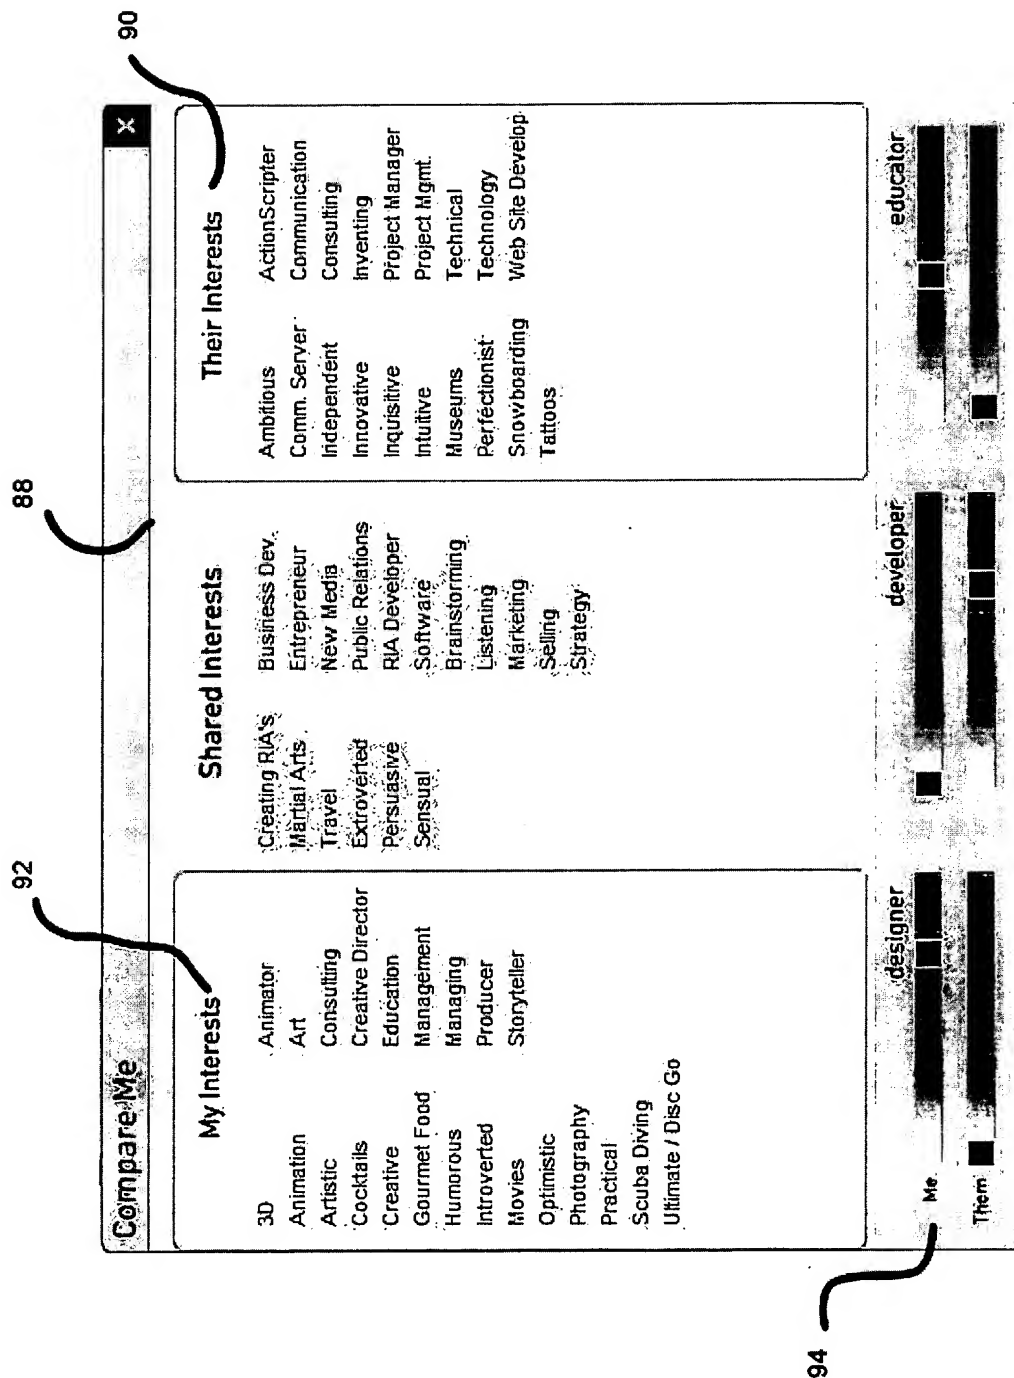 88
90
92
94
Compare Me
X
My Interests
3D
Animation
Artistic
Cocktails
Creative
Gourmet Food
Humorous
Introverted
Movies
Optimistic
Photography
Practical
Scuba Diving
Ultimate / Disc Go
Animator
Art
Consulting
Creative Director
Education
Management
Managing
Producer
Storyteller
Shared Interests
Creating RIA's
Martial Arts
Travel
Extroverted
Persuasive
Sensual
Business Dev.
Entrepreneur
New Media
Public Relations
RIA Developer
Software
Brainstorming
Listening
Marketing
Selling
Strategy
Their Interests
Ambitious
Comm. Server
Independent
Innovative
Inquisitive
Intuitive
Museums
Perfectionist
Snowboarding
Tattoos
ActionScripter
Communication
Consulting
Inventing
Project Manager
Project Mgmt.
Technical
Technology
Web Site Develop
designer
developer
educator
Me
Them